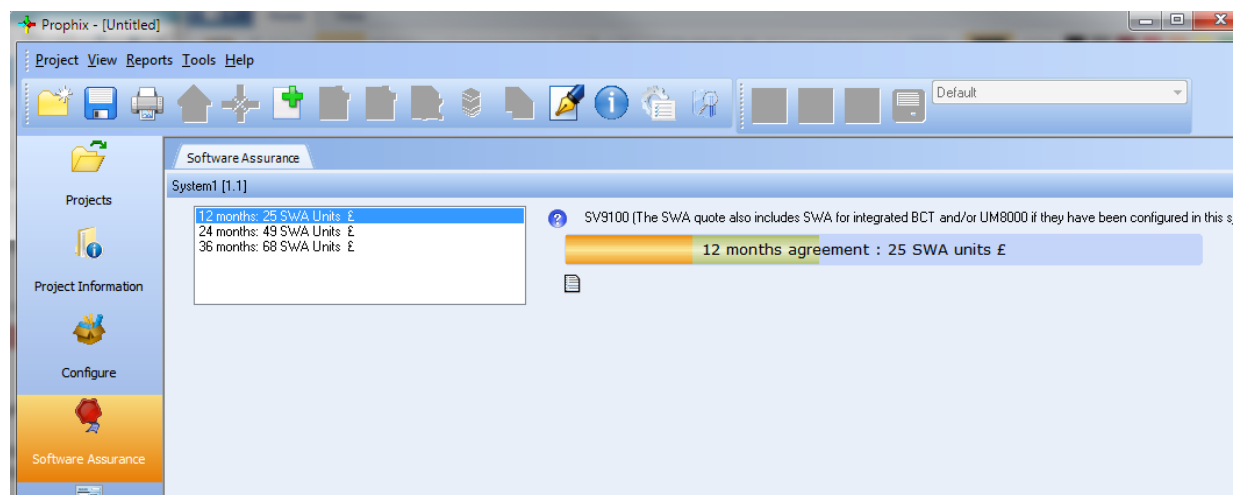 Prophix - [Untitled]
Project View Reports Tools Help
Default
Projects
Project Information
Configure
Software Assurance
Software Assurance
System1 [1.1]
12 months: 25 SWA Units £
24 months: 49 SWA Units £
36 months: 68 SWA Units £
SV9100 (The SWA quote also includes SWA for integrated BCT and/or UM8000 if they have been configured in this s
12 months agreement : 25 SWA units £